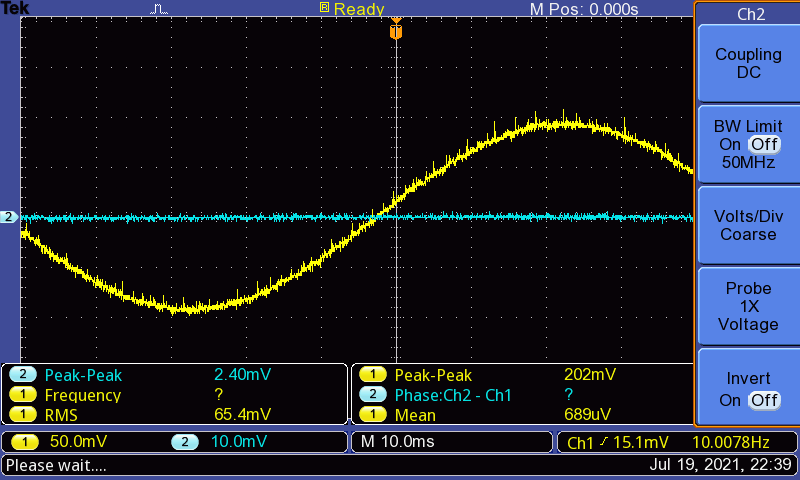 Tek R Ready M Pos: 0.000s Ch2
T
Coupling
DC
BW Limit
On Off
50MHz
2
Volts/Div
Coarse
Probe
1X
Voltage
Invert
On Off
2 Peak-Peak 2.40mV 1 Peak-Peak 202mV
1 Frequency ? 2 Phase:Ch2 - Ch1 ?
1 RMS 65.4mV 1 Mean 689uV
1 50.0mV 2 10.0mV M 10.0ms Ch1 15.1mV 10.0078Hz
Please wait.... Jul 19, 2021, 22:39